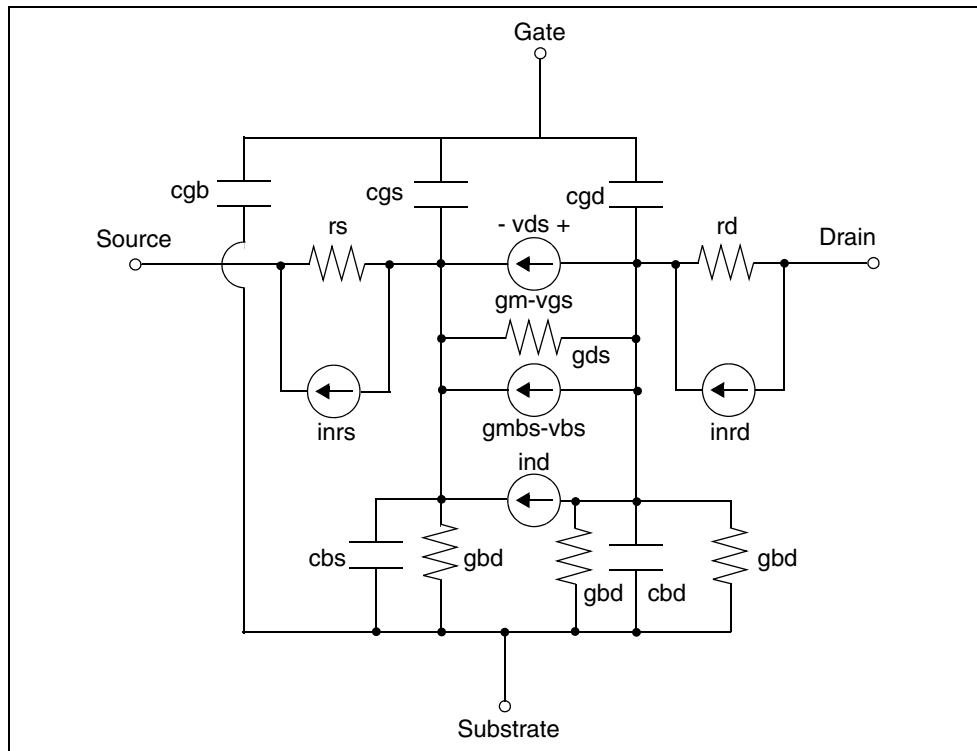 Gate
cgb
cgs
cgd
Source
rs
- vds +
rd
Drain
gm-vgs
gds
inrs
gmbs-vbs
inrd
ind
cbs
gbd
gbd
cbd
gbd
Substrate